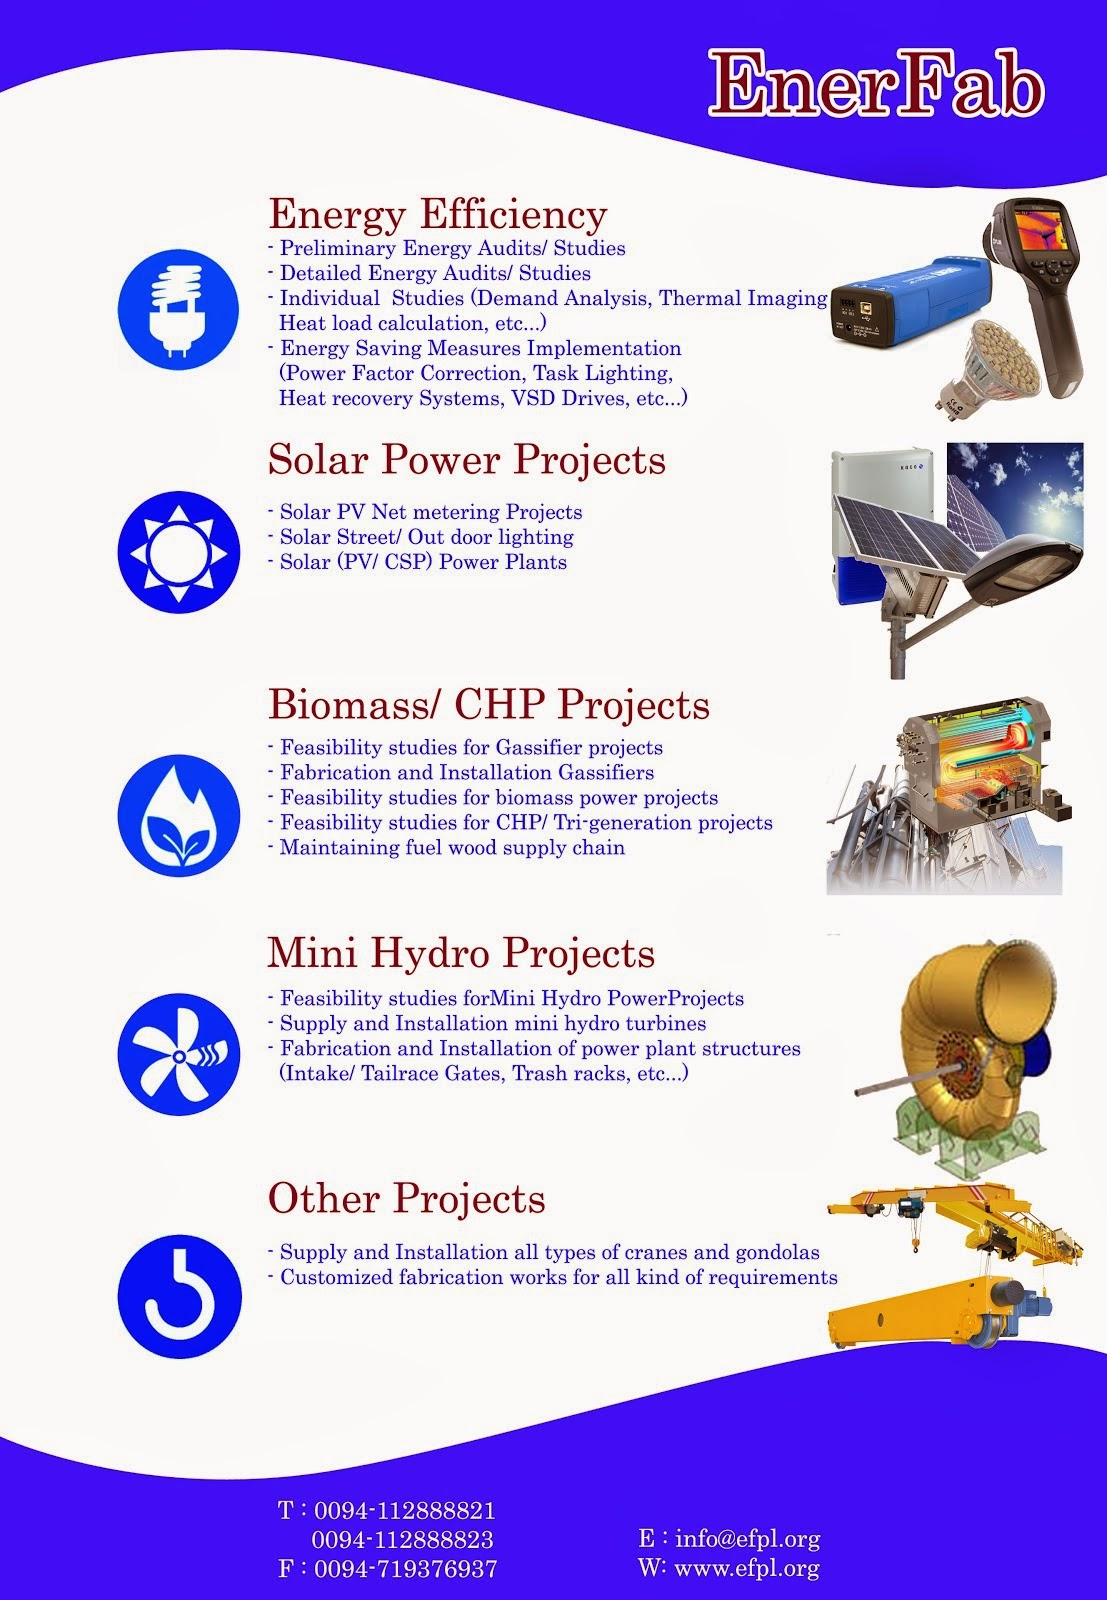 EnerFab
Energy Efficiency
- Preliminary Energy Audits/ Studies
- Detailed Energy Audits/ Studies
- Individual  Studies (Demand Analysis, Thermal Imaging
Heat load calculation, etc...)
- Energy Saving Measures Implementation
(Power Factor Correction, Task Lighting,
Heat recovery Systems, VSD Drives, etc...)
Solar Power Projects
- Solar PV Net metering Projects
- Solar Street/ Out door lighting
- Solar (PV/ CSP) Power Plants
Biomass/ CHP Projects
- Feasibility studies for Gassifier projects
- Fabrication and Installation Gassifiers
- Feasibility studies for biomass power projects
- Feasibility studies for CHP/ Tri-generation projects
- Maintaining fuel wood supply chain
Mini Hydro Projects
- Feasibility studies forMini Hydro PowerProjects
- Supply and Installation mini hydro turbines
- Fabrication and Installation of power plant structures
(Intake/ Tailrace Gates, Trash racks, etc...)
Other Projects
- Supply and Installation all types of cranes and gondolas
- Customized fabrication works for all kind of requirements
T : 0094-112888821
0094-112888823
F : 0094-719376937
E : info@efpl.org
W: www.efpl.org